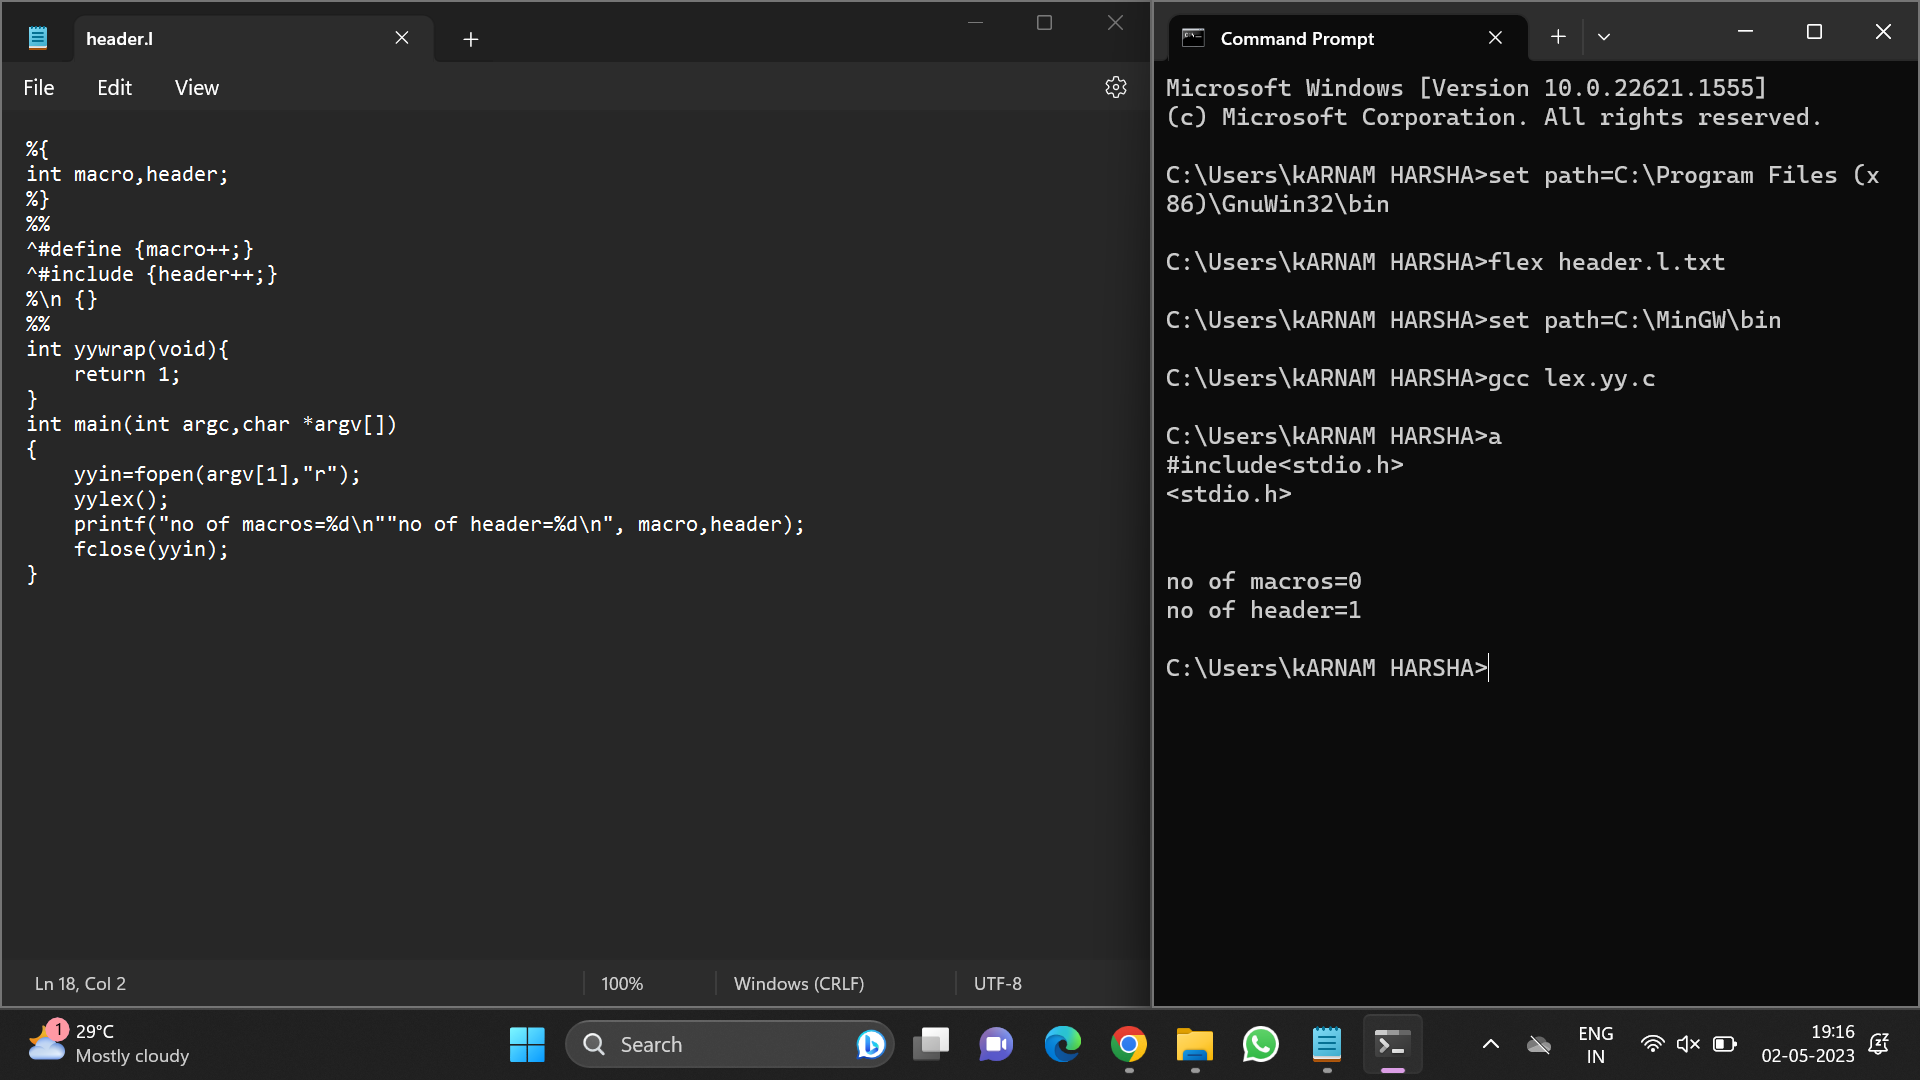 header.l
File Edit View
%{
int macro,header;
%}
%%
^#define {macro++;}
^#include {header++;}
%\n {}
%%
int yywrap(void){
    return 1;
}
int main(int argc,char *argv[])
{
    yyin=fopen(argv[1],"r");
    yylex();
    printf("no of macros=%d\n""no of header=%d\n", macro,header);
    fclose(yyin);
}
Ln 18, Col 2 100% Windows (CRLF) UTF-8
Command Prompt
Microsoft Windows [Version 10.0.22621.1555]
(c) Microsoft Corporation. All rights reserved.
C:\Users\kARNAM HARSHA>set path=C:\Program Files (x
86)\GnuWin32\bin
C:\Users\kARNAM HARSHA>flex header.l.txt
C:\Users\kARNAM HARSHA>set path=C:\MinGW\bin
C:\Users\kARNAM HARSHA>gcc lex.yy.c
C:\Users\kARNAM HARSHA>a
#include<stdio.h>
<stdio.h>
no of macros=0
no of header=1
C:\Users\kARNAM HARSHA>
1
29°C
Mostly cloudy
Search
ENG
IN
19:16
02-05-2023